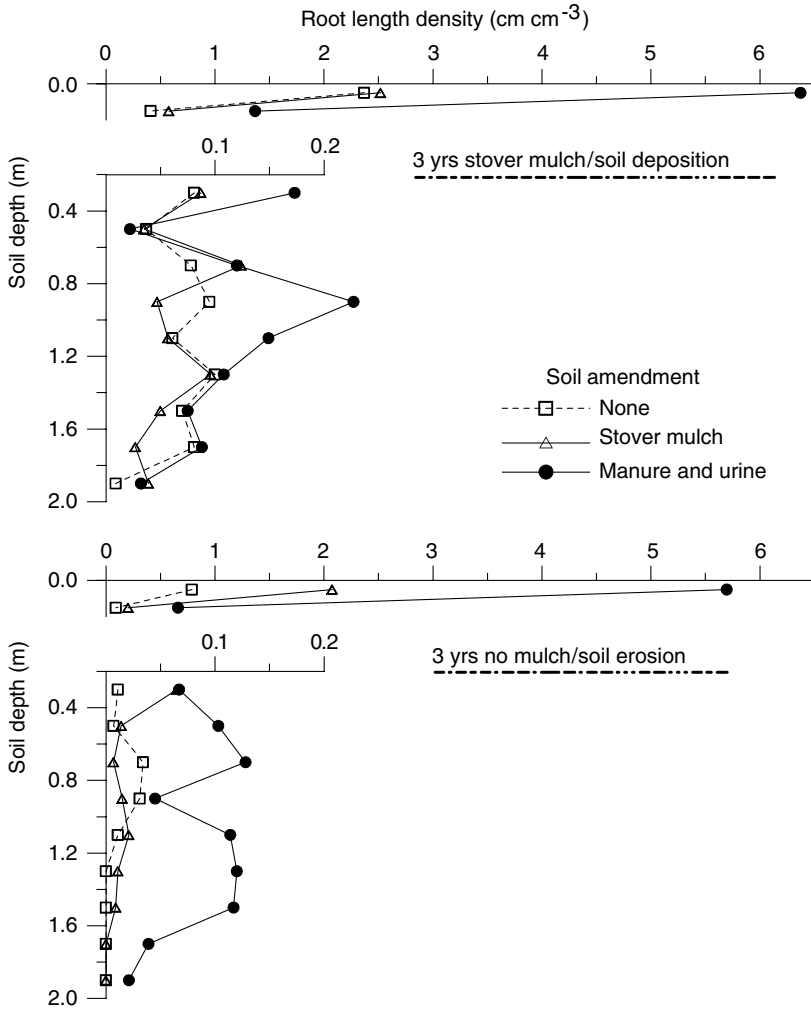 Root length density (cm cm-3)
0 1 2 3 4 5 6
0.0
0.1 0.2
3 yrs stover mulch/soil deposition
Soil depth (m)
0.4
0.8
1.2
1.6
2.0
Soil amendment
None
Stover mulch
Manure and urine
0 1 2 3 4 5 6
0.0
0.1 0.2
3 yrs no mulch/soil erosion
Soil depth (m)
0.4
0.8
1.2
1.6
2.0